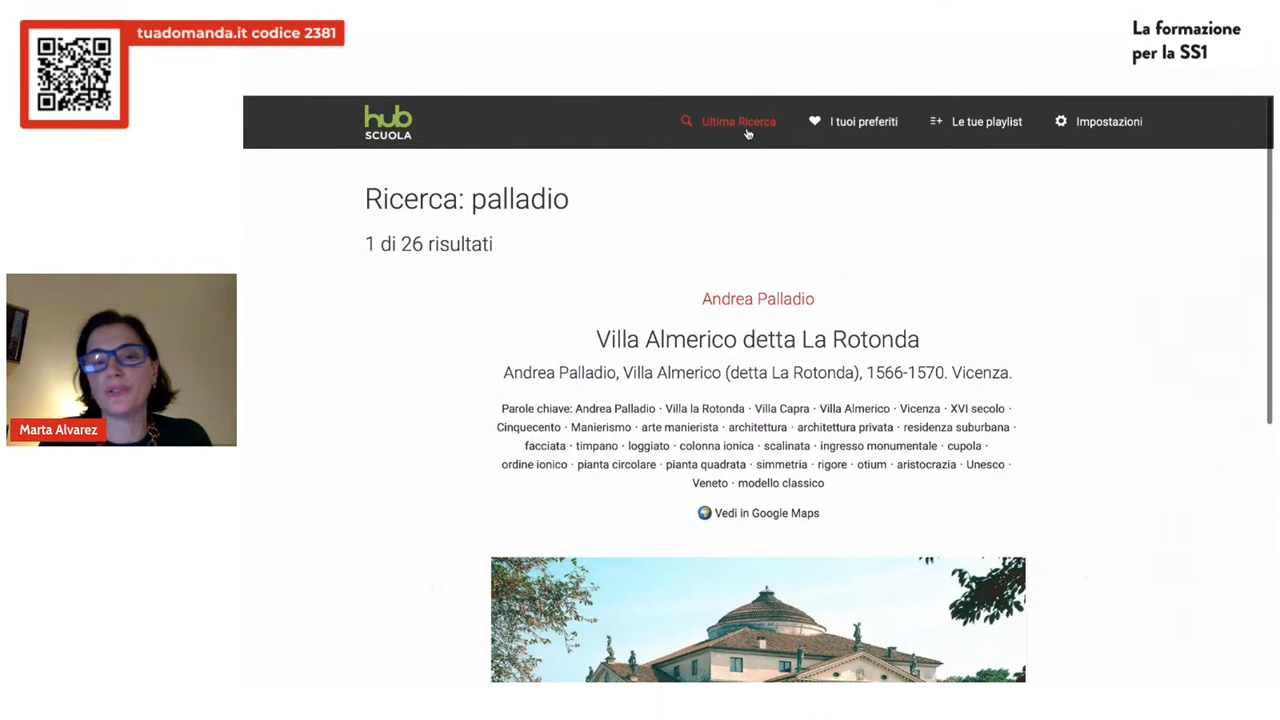 tuadomanda.it codice 2381
La formazione
per la SS1
hub
SCUOLA
Ultima Ricerca
I tuoi preferiti
Le tue playlist
Impostazioni
Ricerca: palladio
1 di 26 risultati
Andrea Palladio
Villa Almerico detta La Rotonda
Andrea Palladio, Villa Almerico (detta La Rotonda), 1566-1570. Vicenza.
Parole chiave: Andrea Palladio · Villa la Rotonda · Villa Capra · Villa Almerico · Vicenza · XVI secolo ·
Cinquecento · Manierismo · arte manierista · architettura · architettura privata · residenza suburbana ·
facciata · timpano · loggiato · colonna ionica · scalinata · ingresso monumentale · cupola ·
ordine ionico · pianta circolare · pianta quadrata · simmetria · rigore · otium · aristocrazia · Unesco ·
Veneto · modello classico
Vedi in Google Maps
Marta Alvarez